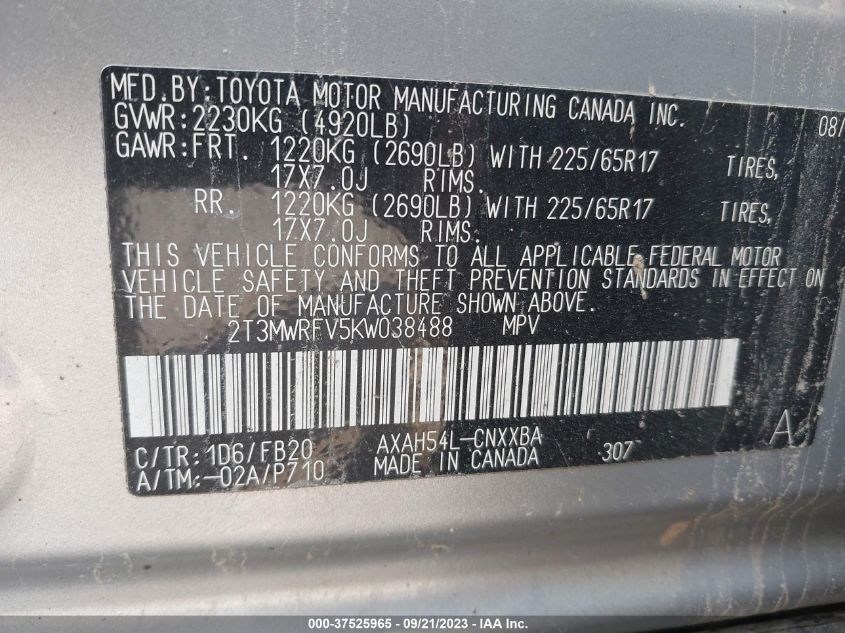 MFD.BY:TOYOTA MOTOR MANUFACTURING CANADA INC. 08/
GVWR:2230KG (4920LB)
GAWR:FRT. 1220KG (2690LB) WITH 225/65R17 TIRES,
17X7.0J RIMS.
RR. 1220KG (2690LB) WITH 225/65R17 TIRES,
17X7.0J RIMS.
THIS VEHICLE CONFORMS TO ALL APPLICABLE FEDERAL MOTOR
VEHICLE SAFETY AND THEFT PREVENTION STANDARDS IN EFFECT ON
THE DATE OF MANUFACTURE SHOWN ABOVE.
2T3MWRFV5KW038488 MPV
C/TR:1D6/FB20 AXAH54L-CNXXBA 307 A
A/TM:-02A/P710 MADE IN CANADA
000-37525965 - 09/21/2023 - IAA Inc.